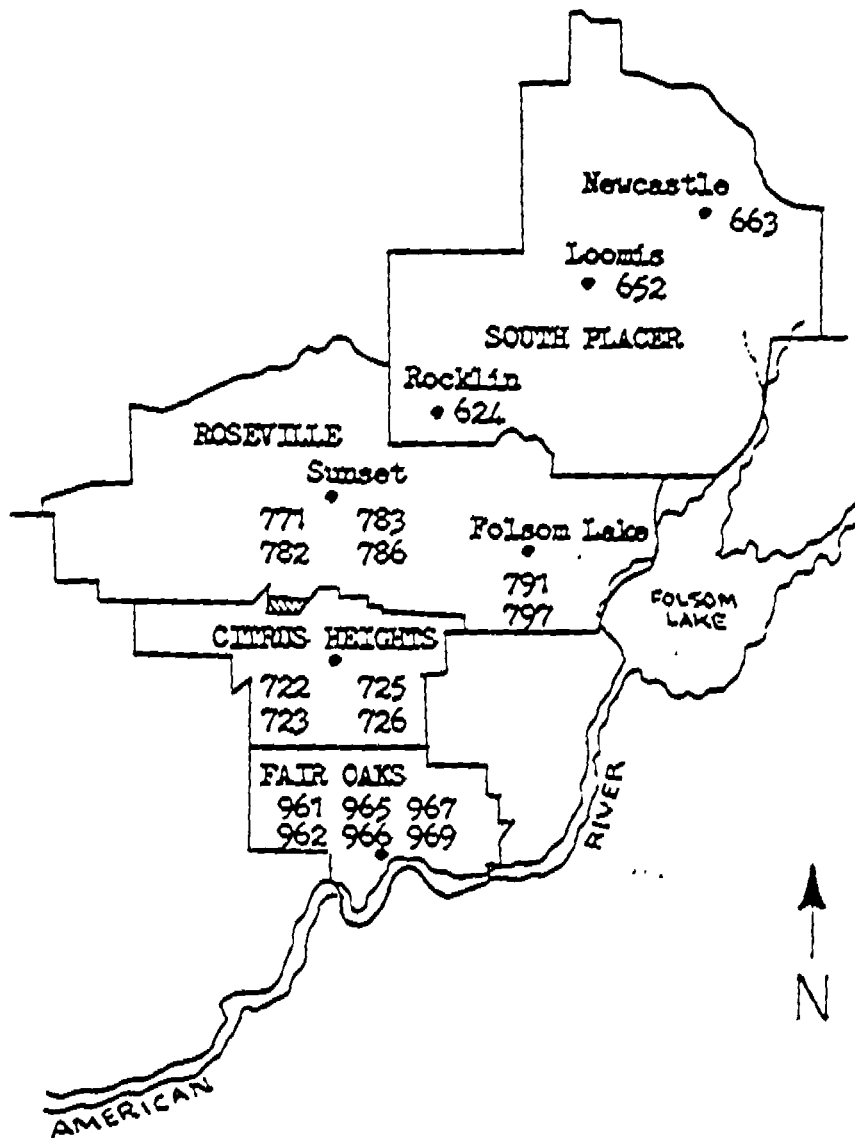 Newcastle
663
Loomis
652
SOUTH PLACER
Rocklin
624
ROSEVILLE
Sunset
771 783
782 786
Folsom Lake
791
797
FOLSOM
LAKE
CITRUS HEIGHTS
722 725
723 726
FAIR OAKS
961 965 967
962 966 969
RIVER
N
AMERICAN